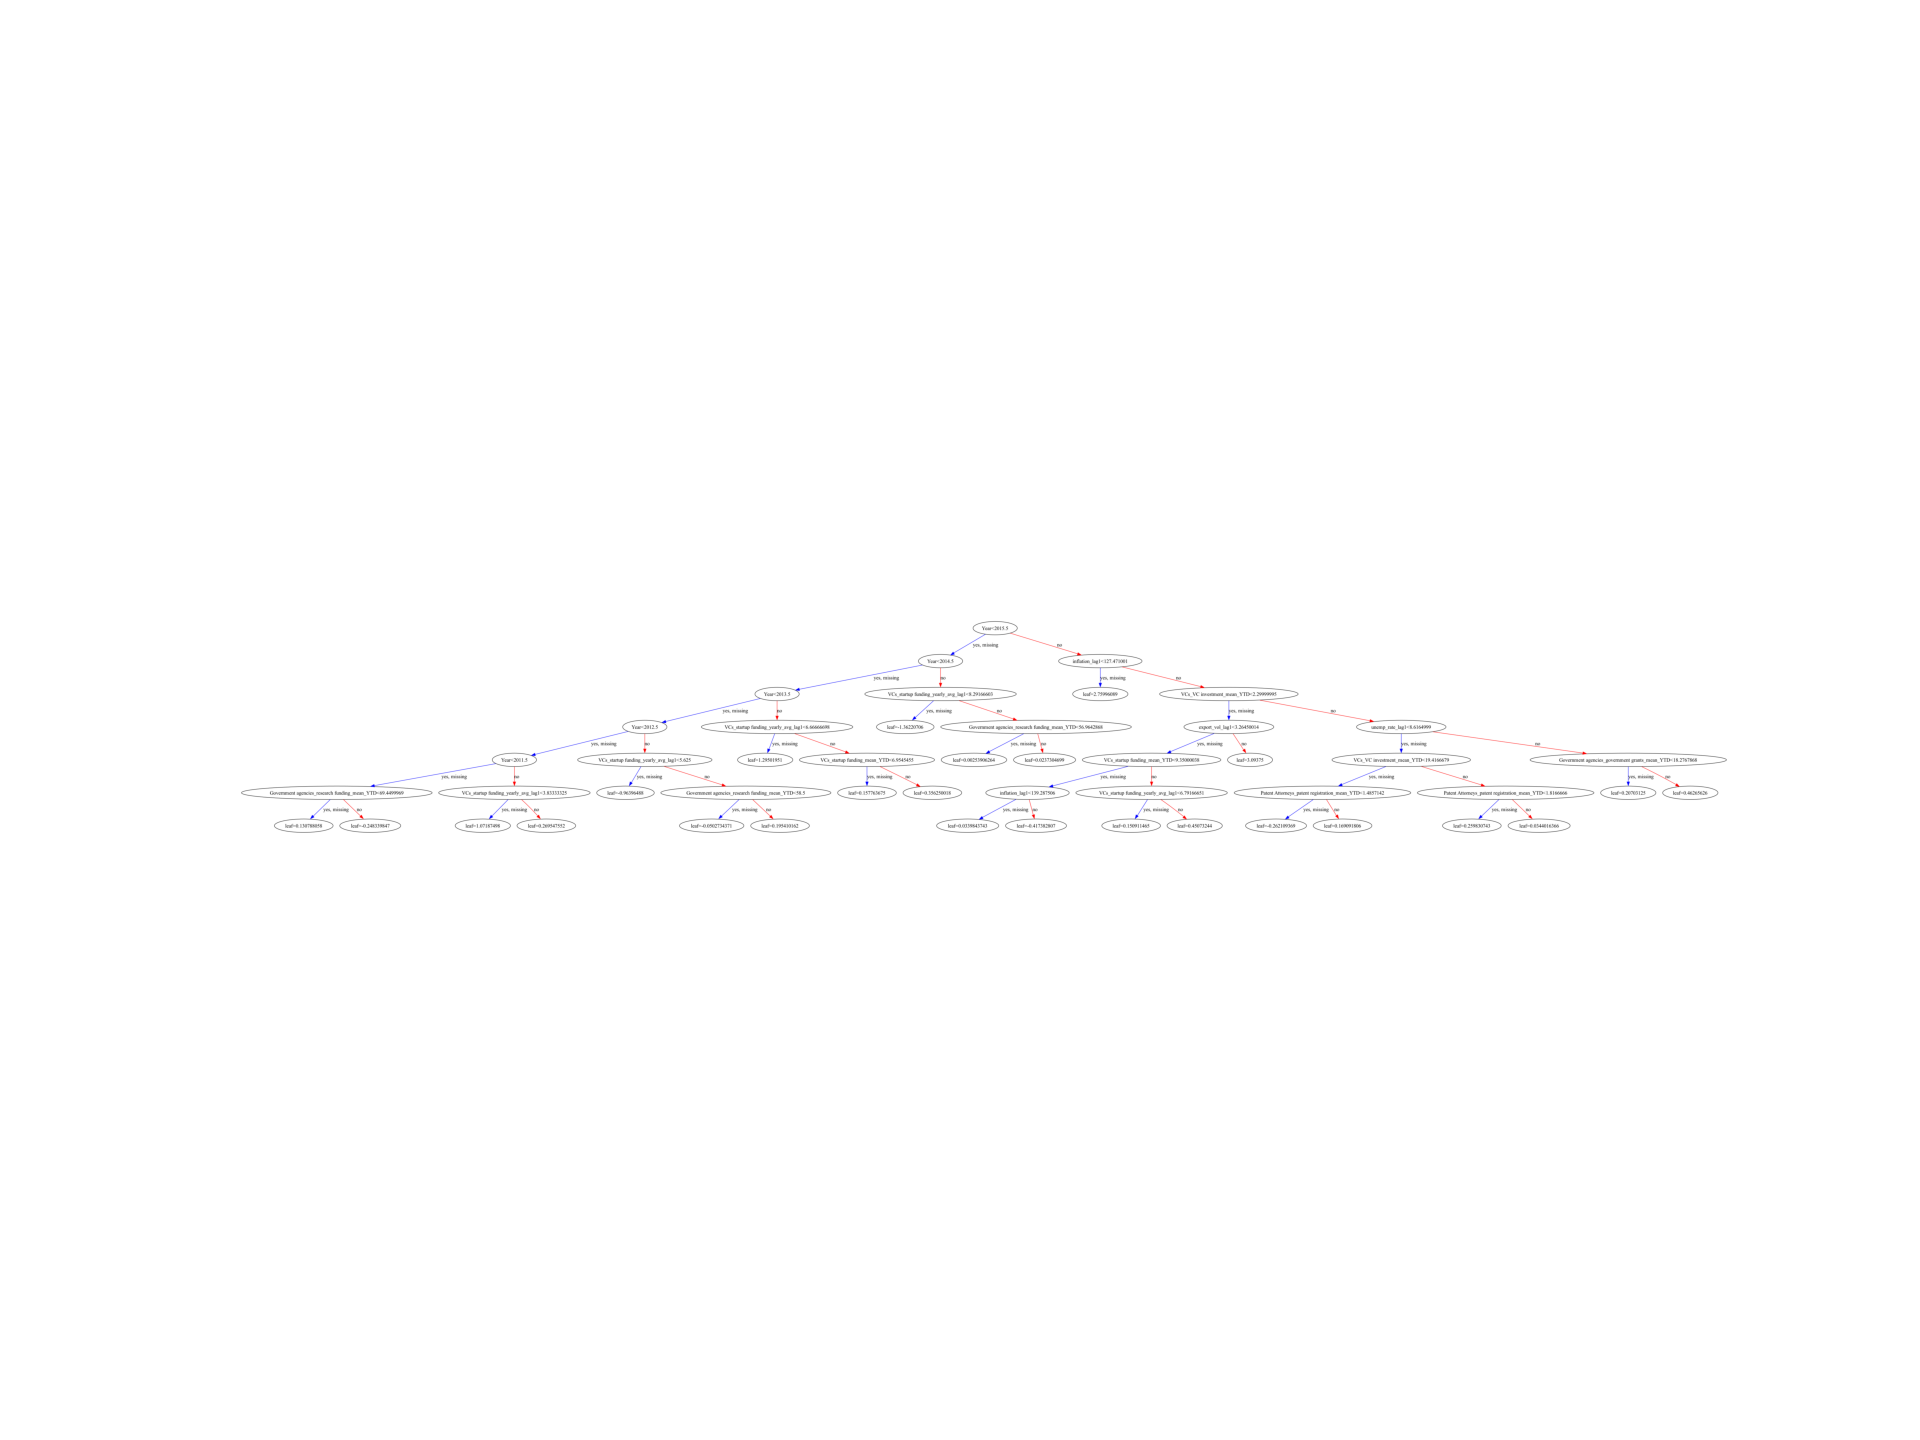 Year<2015.5
yes, missing
no
Year<2014.5
inflation_lag1<127.471001
yes, missing
no
yes, missing
no
Year<2013.5
VCs_startup funding_yearly_avg_lag1<8.29166603
leaf=2.75996089
VCs_VC investment_mean_YTD<2.29999995
yes, missing
no
yes, missing
no
yes, missing
no
Year<2012.5
VCs_startup funding_yearly_avg_lag1<6.66666698
leaf=-1.36220706
Government agencies_research funding_mean_YTD<56.9642868
export_vol_lag1<3.26450014
unemp_rate_lag1<8.6164999
yes, missing
no
yes, missing
no
yes, missing
no
yes, missing
no
yes, missing
no
Year<2011.5
VCs_startup funding_yearly_avg_lag1<5.625
leaf=1.29501951
VCs_startup funding_mean_YTD<6.9545455
leaf=0.00253906264
leaf=0.0237304699
VCs_startup funding_mean_YTD<9.35000038
leaf=3.09375
VCs_VC investment_mean_YTD<19.4166679
Government agencies_government grants_mean_YTD<18.2767868
yes, missing
no
yes, missing
no
yes, missing
no
yes, missing
no
yes, missing
no
yes, missing
no
Government agencies_research funding_mean_YTD<69.4499969
VCs_startup funding_yearly_avg_lag1<3.83333325
leaf=-0.96396488
Government agencies_research funding_mean_YTD<58.5
leaf=0.157763675
leaf=0.356250018
inflation_lag1<139.287506
VCs_startup funding_yearly_avg_lag1<6.79166651
Patent Attorneys_patent registration_mean_YTD<1.4857142
Patent Attorneys_patent registration_mean_YTD<1.8166666
leaf=0.20703125
leaf=0.46265626
yes, missing
no
yes, missing
no
yes, missing
no
yes, missing
no
yes, missing
no
yes, missing
no
yes, missing
no
leaf=0.130788058
leaf=-0.248359847
leaf=1.07187498
leaf=0.269547552
leaf=-0.0502734371
leaf=0.195410162
leaf=0.0339843743
leaf=-0.417382807
leaf=0.150911465
leaf=0.45073244
leaf=-0.262109369
leaf=0.169091806
leaf=0.259830743
leaf=0.0344016366